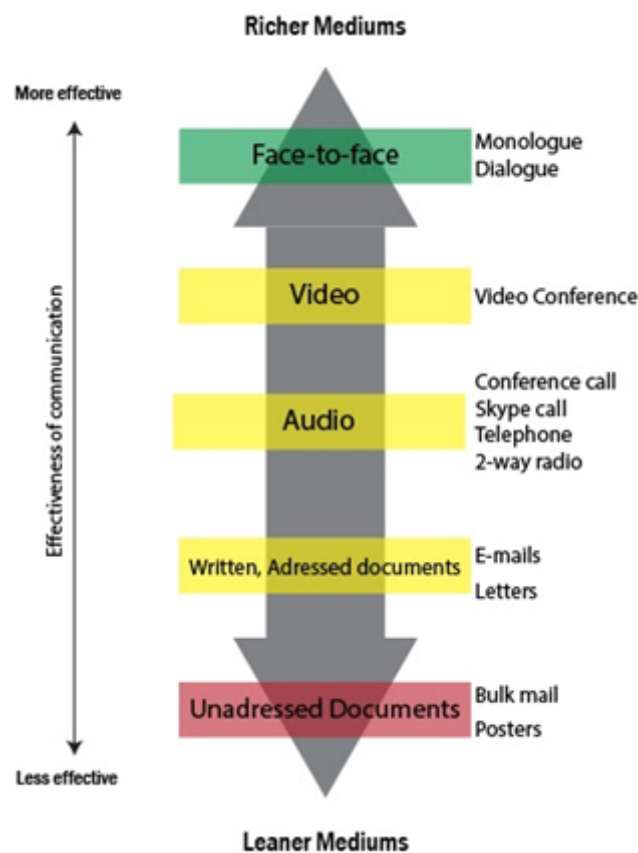 Richer Mediums
More effective
Face-to-face
Monologue
Dialogue
Video
Video Conference
Effectiveness of communication
Audio
Conference call
Skype call
Telephone
2-way radio
Written, Adressed documents
E-mails
Letters
Unadressed Documents
Bulk mail
Posters
Less effective
Leaner Mediums